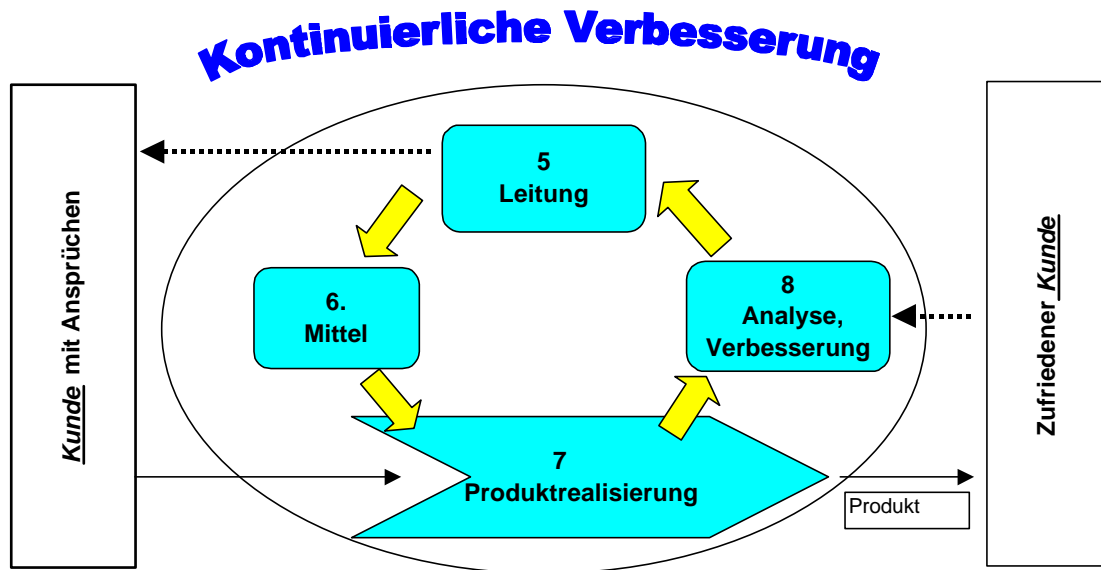 Kontinuierliche Verbesserung
Kunde mit Ansprüchen
5
Leitung
6.
Mittel
8
Analyse,
Verbesserung
7
Produktrealisierung
Produkt
Zufriedener Kunde